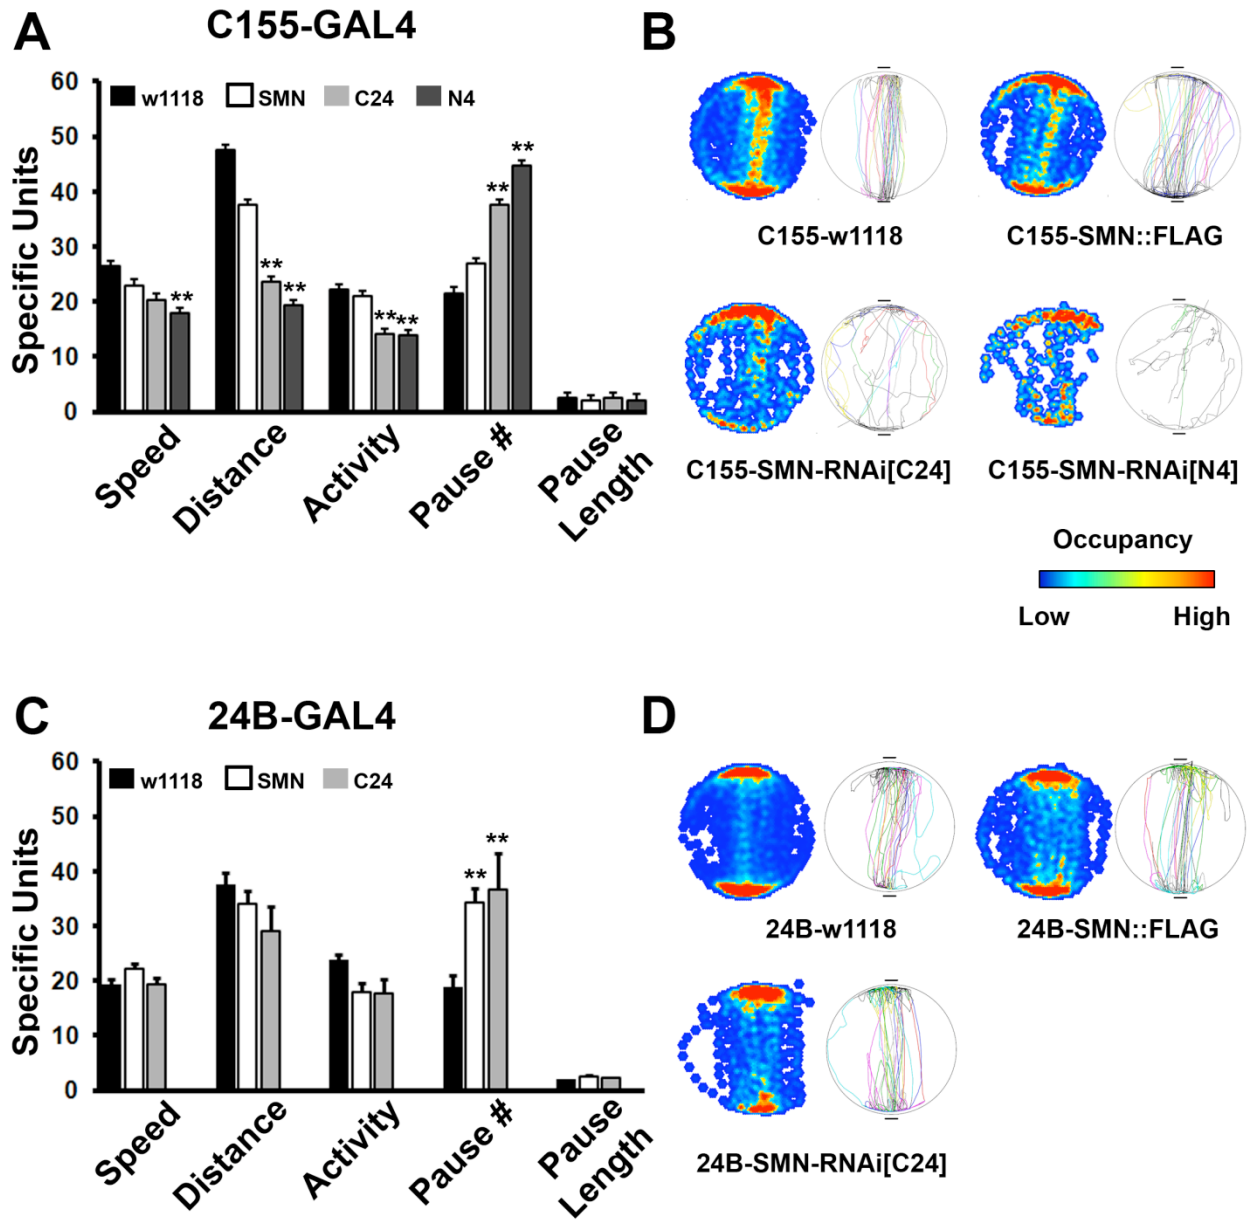 A
C155-GAL4
w1118 SMN C24 N4
Specific Units
60
50
40
30
20
10
0
** ** ** ** ** ** **
Speed
Distance
Activity
Pause #
Pause
Length
B
C155-w1118
C155-SMN::FLAG
C155-SMN-RNAi[C24]
C155-SMN-RNAi[N4]
Occupancy
Low High
C
24B-GAL4
w1118 SMN C24
Specific Units
60
50
40
30
20
10
0
** **
Speed
Distance
Activity
Pause #
Pause
Length
D
24B-w1118
24B-SMN::FLAG
24B-SMN-RNAi[C24]